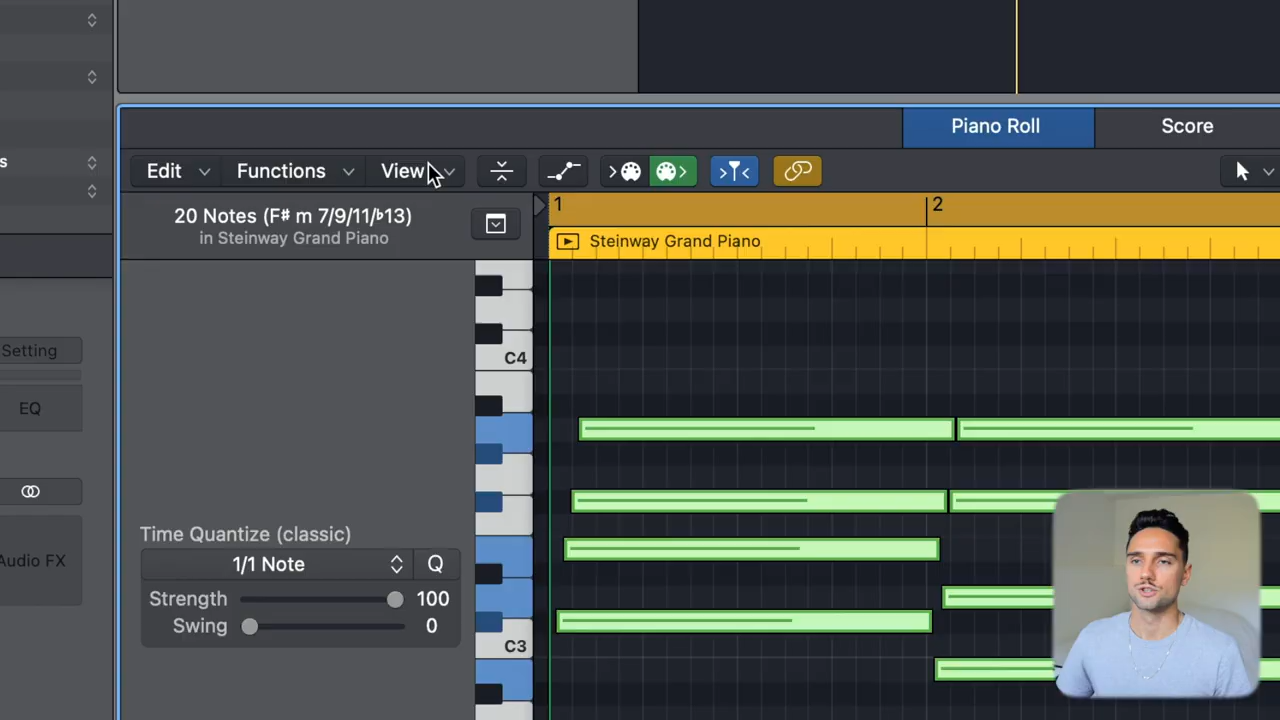 s
Setting
EQ
Audio FX
Piano Roll
Score
Edit
Functions
View
20 Notes (F# m 7/9/11/♭13)
in Steinway Grand Piano
1
2
Steinway Grand Piano
C4
C3
Time Quantize (classic)
1/1 Note
Q
Strength
100
Swing
0